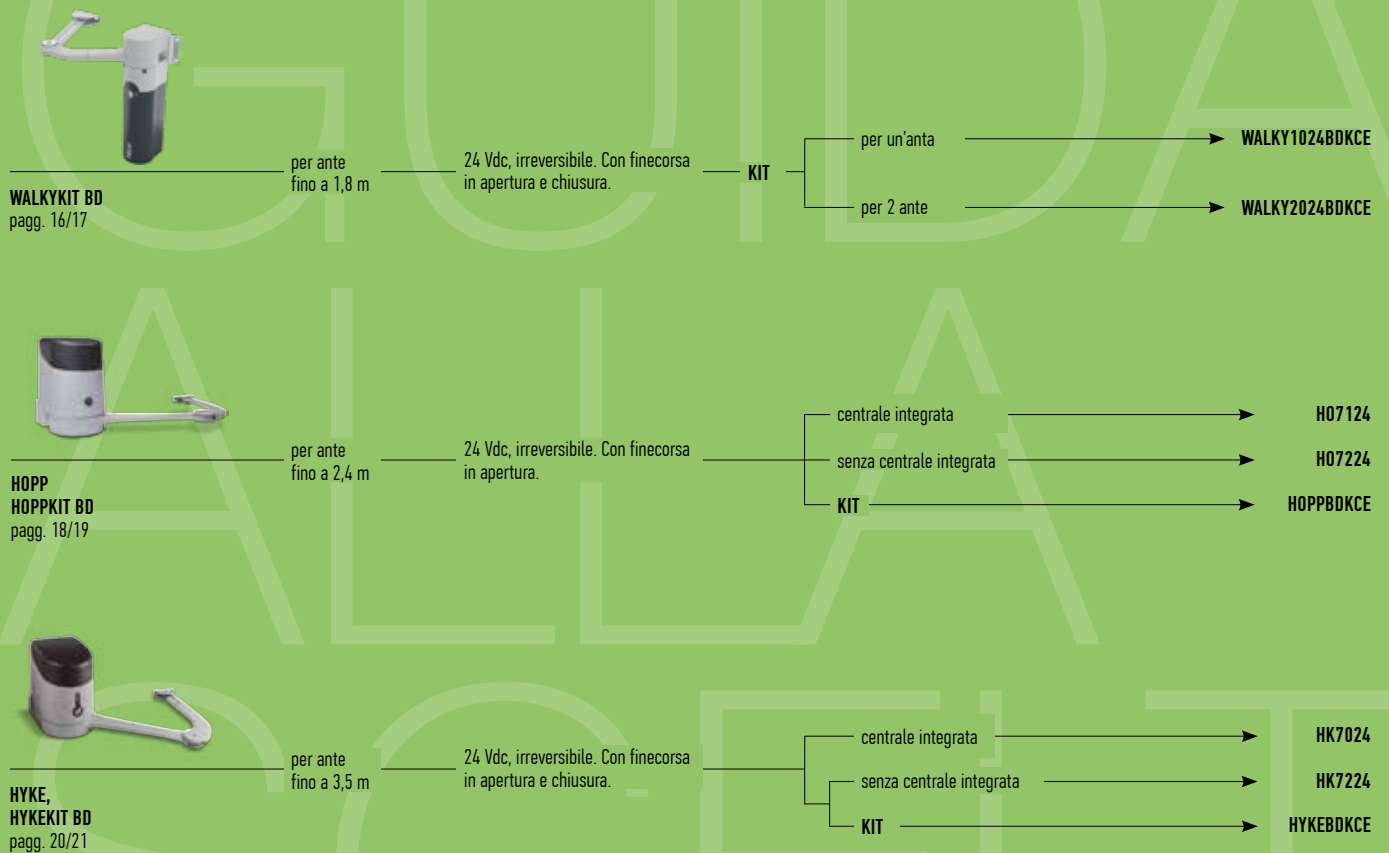 GUIDA
ALLA
SCELT
per ante
fino a 1,8 m
24 Vdc, irreversibile. Con finecorsa
in apertura e chiusura.
KIT
per un'anta
WALKY1024BDKCE
per 2 ante
WALKY2024BDKCE
WALKYKIT BD
pagg. 16/17
per ante
fino a 2,4 m
24 Vdc, irreversibile. Con finecorsa
in apertura.
centrale integrata
HO7124
senza centrale integrata
HO7224
KIT
HOPPBDKCE
HOPP
HOPPKIT BD
pagg. 18/19
per ante
fino a 3,5 m
24 Vdc, irreversibile. Con finecorsa
in apertura e chiusura.
centrale integrata
HK7024
senza centrale integrata
HK7224
KIT
HYKEBDKCE
HYKE,
HYKEKIT BD
pagg. 20/21